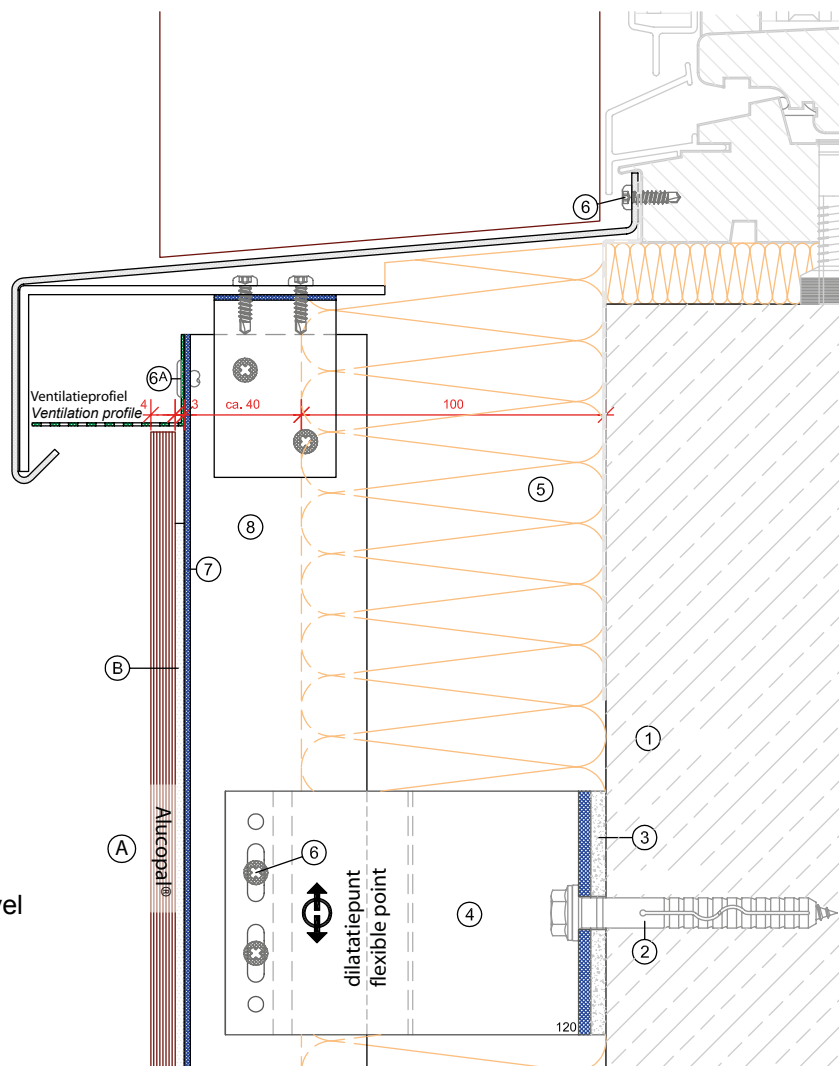 6
6A
Ventilatieprofiel
Ventilation profile
4
3
ca. 40
100
5
8
7
B
1
A
Alucopal®
3
6
dilatatiepunt
flexible point
4
vel
2
120